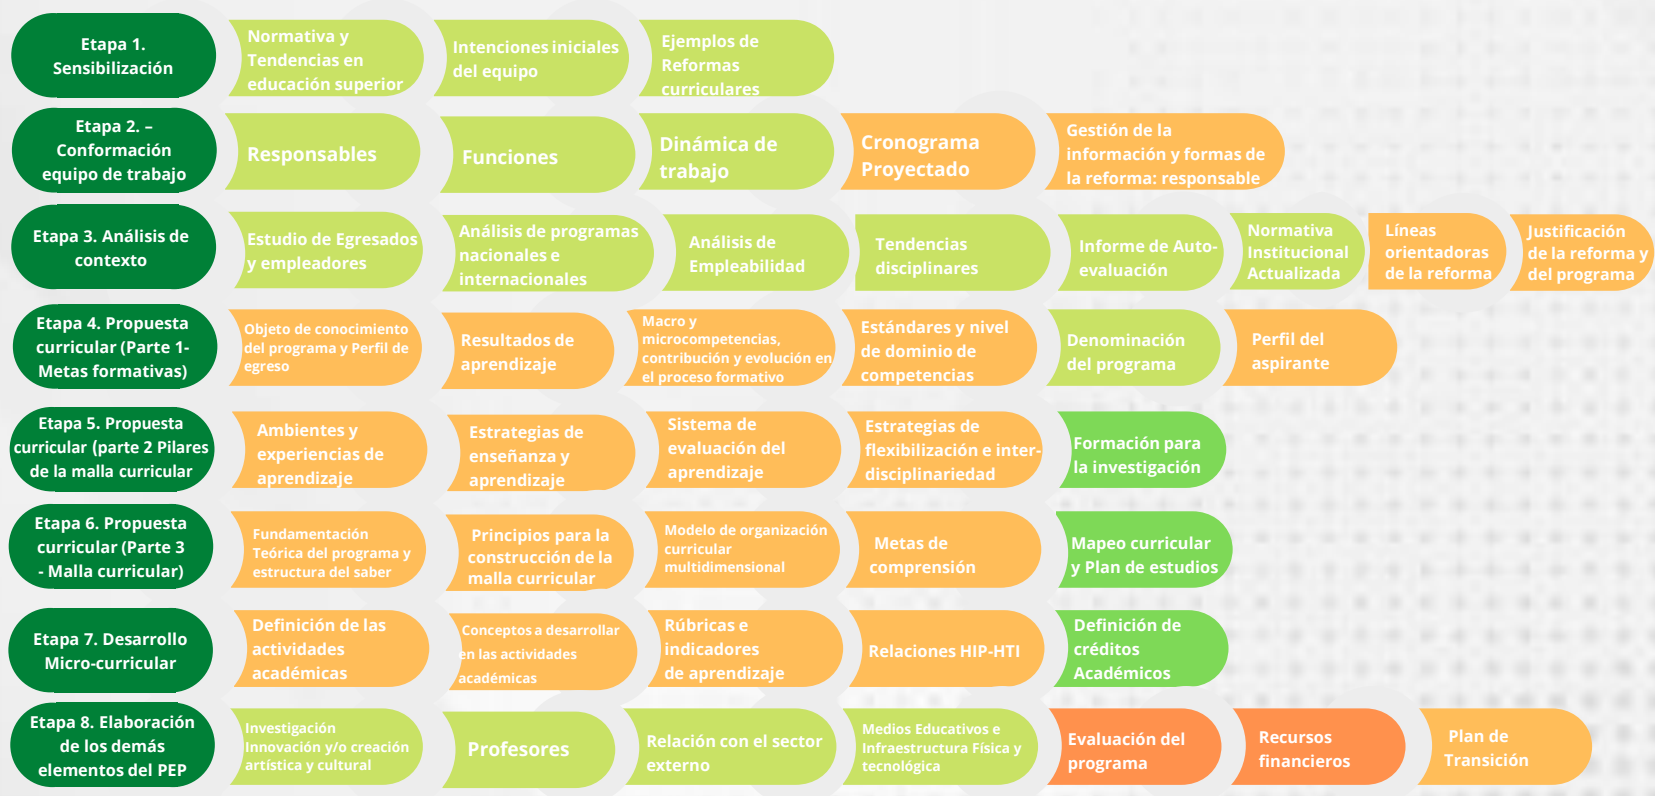 Etapa 1.
Sensibilización
Normativa y
Tendencias en
educación superior
Intenciones iniciales
del equipo
Ejemplos de
Reformas
curriculares
Etapa 2. –
Conformación
equipo de trabajo
Responsables
Funciones
Dinámica de
trabajo
Cronograma
Proyectado
Gestión de la
información y formas de
la reforma: responsable
Etapa 3. Análisis de
contexto
Estudio de Egresados
y empleadores
Análisis de programas
nacionales e
internacionales
Análisis de
Empleabilidad
Tendencias
disciplinares
Informe de Auto-
evaluación
Normativa
Institucional
Actualizada
Líneas
orientadoras
de la reforma
Justificación
de la reforma y
del programa
Etapa 4. Propuesta
curricular (Parte 1-
Metas formativas)
Objeto de conocimiento
del programa y Perfil de
egreso
Resultados de
aprendizaje
Macro y
microcompetencias,
contribución y evolución en
el proceso formativo
Estándares y nivel
de dominio de
competencias
Denominación
del programa
Perfil del
aspirante
Etapa 5. Propuesta
curricular (parte 2 Pilares
de la malla curricular
Ambientes y
experiencias de
aprendizaje
Estrategias de
enseñanza y
aprendizaje
Sistema de
evaluación del
aprendizaje
Estrategias de
flexibilización e inter-
disciplinariedad
Formación para
la investigación
Etapa 6. Propuesta
curricular (Parte 3
- Malla curricular)
Fundamentación
Teórica del programa y
estructura del saber
Principios para la
construcción de la
malla curricular
Modelo de organización
curricular
multidimensional
Metas de
comprensión
Mapeo curricular
y Plan de estudios
Etapa 7. Desarrollo
Micro-curricular
Definición de las
actividades
académicas
Conceptos a desarrollar
en las actividades
académicas
Rúbricas e
indicadores
de aprendizaje
Relaciones HIP-HTI
Definición de
créditos
Académicos
Etapa 8. Elaboración
de los demás
elementos del PEP
Investigación
Innovación y/o creación
artística y cultural
Profesores
Relación con el sector
externo
Medios Educativos e
Infraestructura Física y
tecnológica
Evaluación del
programa
Recursos
financieros
Plan de
Transición